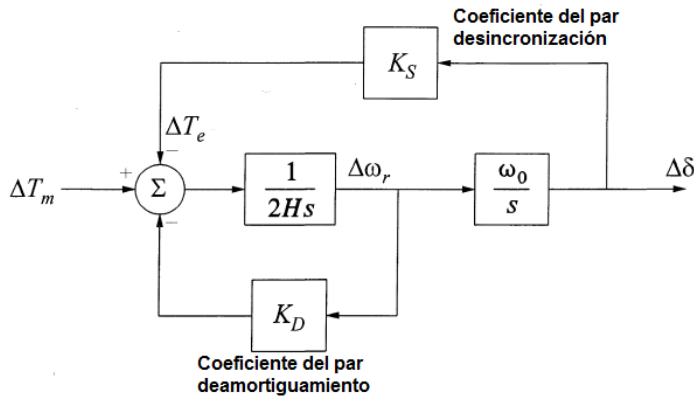 Coeficiente del par
desincronización
K_S
ΔT_e
−
+
ΔT_m
Σ
1
2Hs
Δω_r
ω_0
s
Δδ
−
K_D
Coeficiente del par
deamortiguamiento